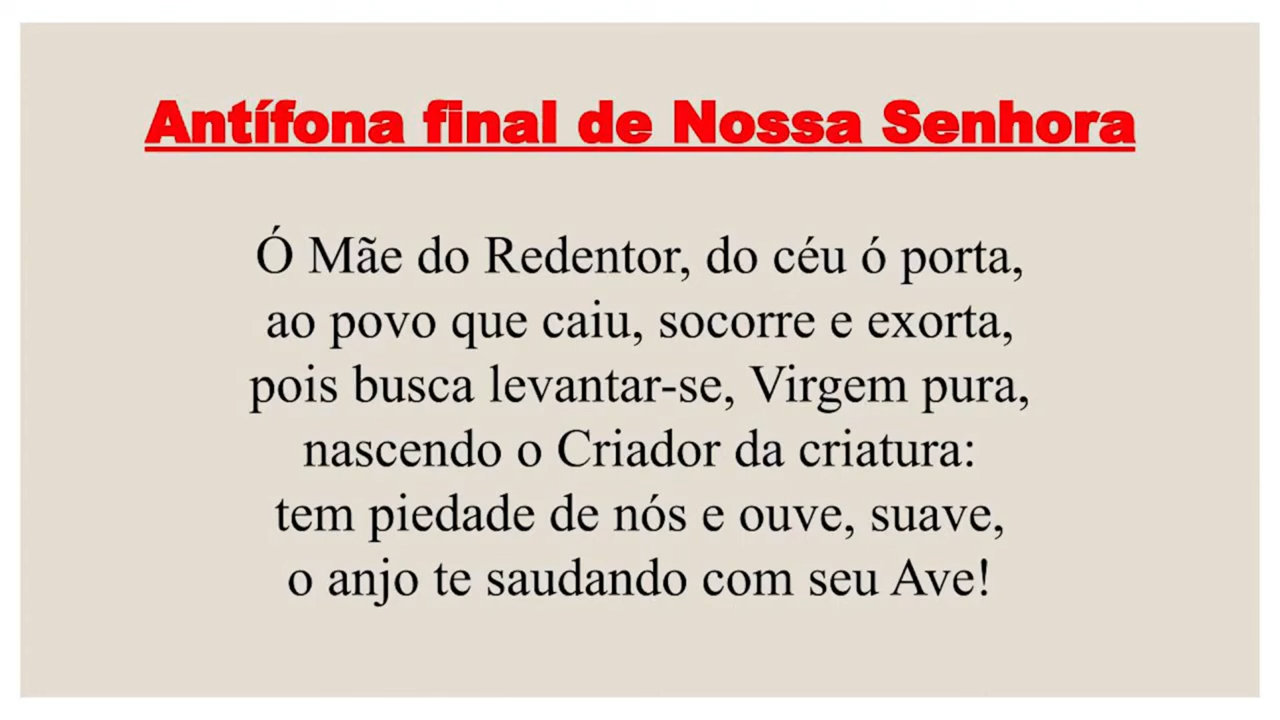 Antífona final de Nossa Senhora
Ó Mãe do Redentor, do céu ó porta,
ao povo que caiu, socorre e exorta,
pois busca levantar-se, Virgem pura,
nascendo o Criador da criatura:
tem piedade de nós e ouve, suave,
o anjo te saudando com seu Ave!